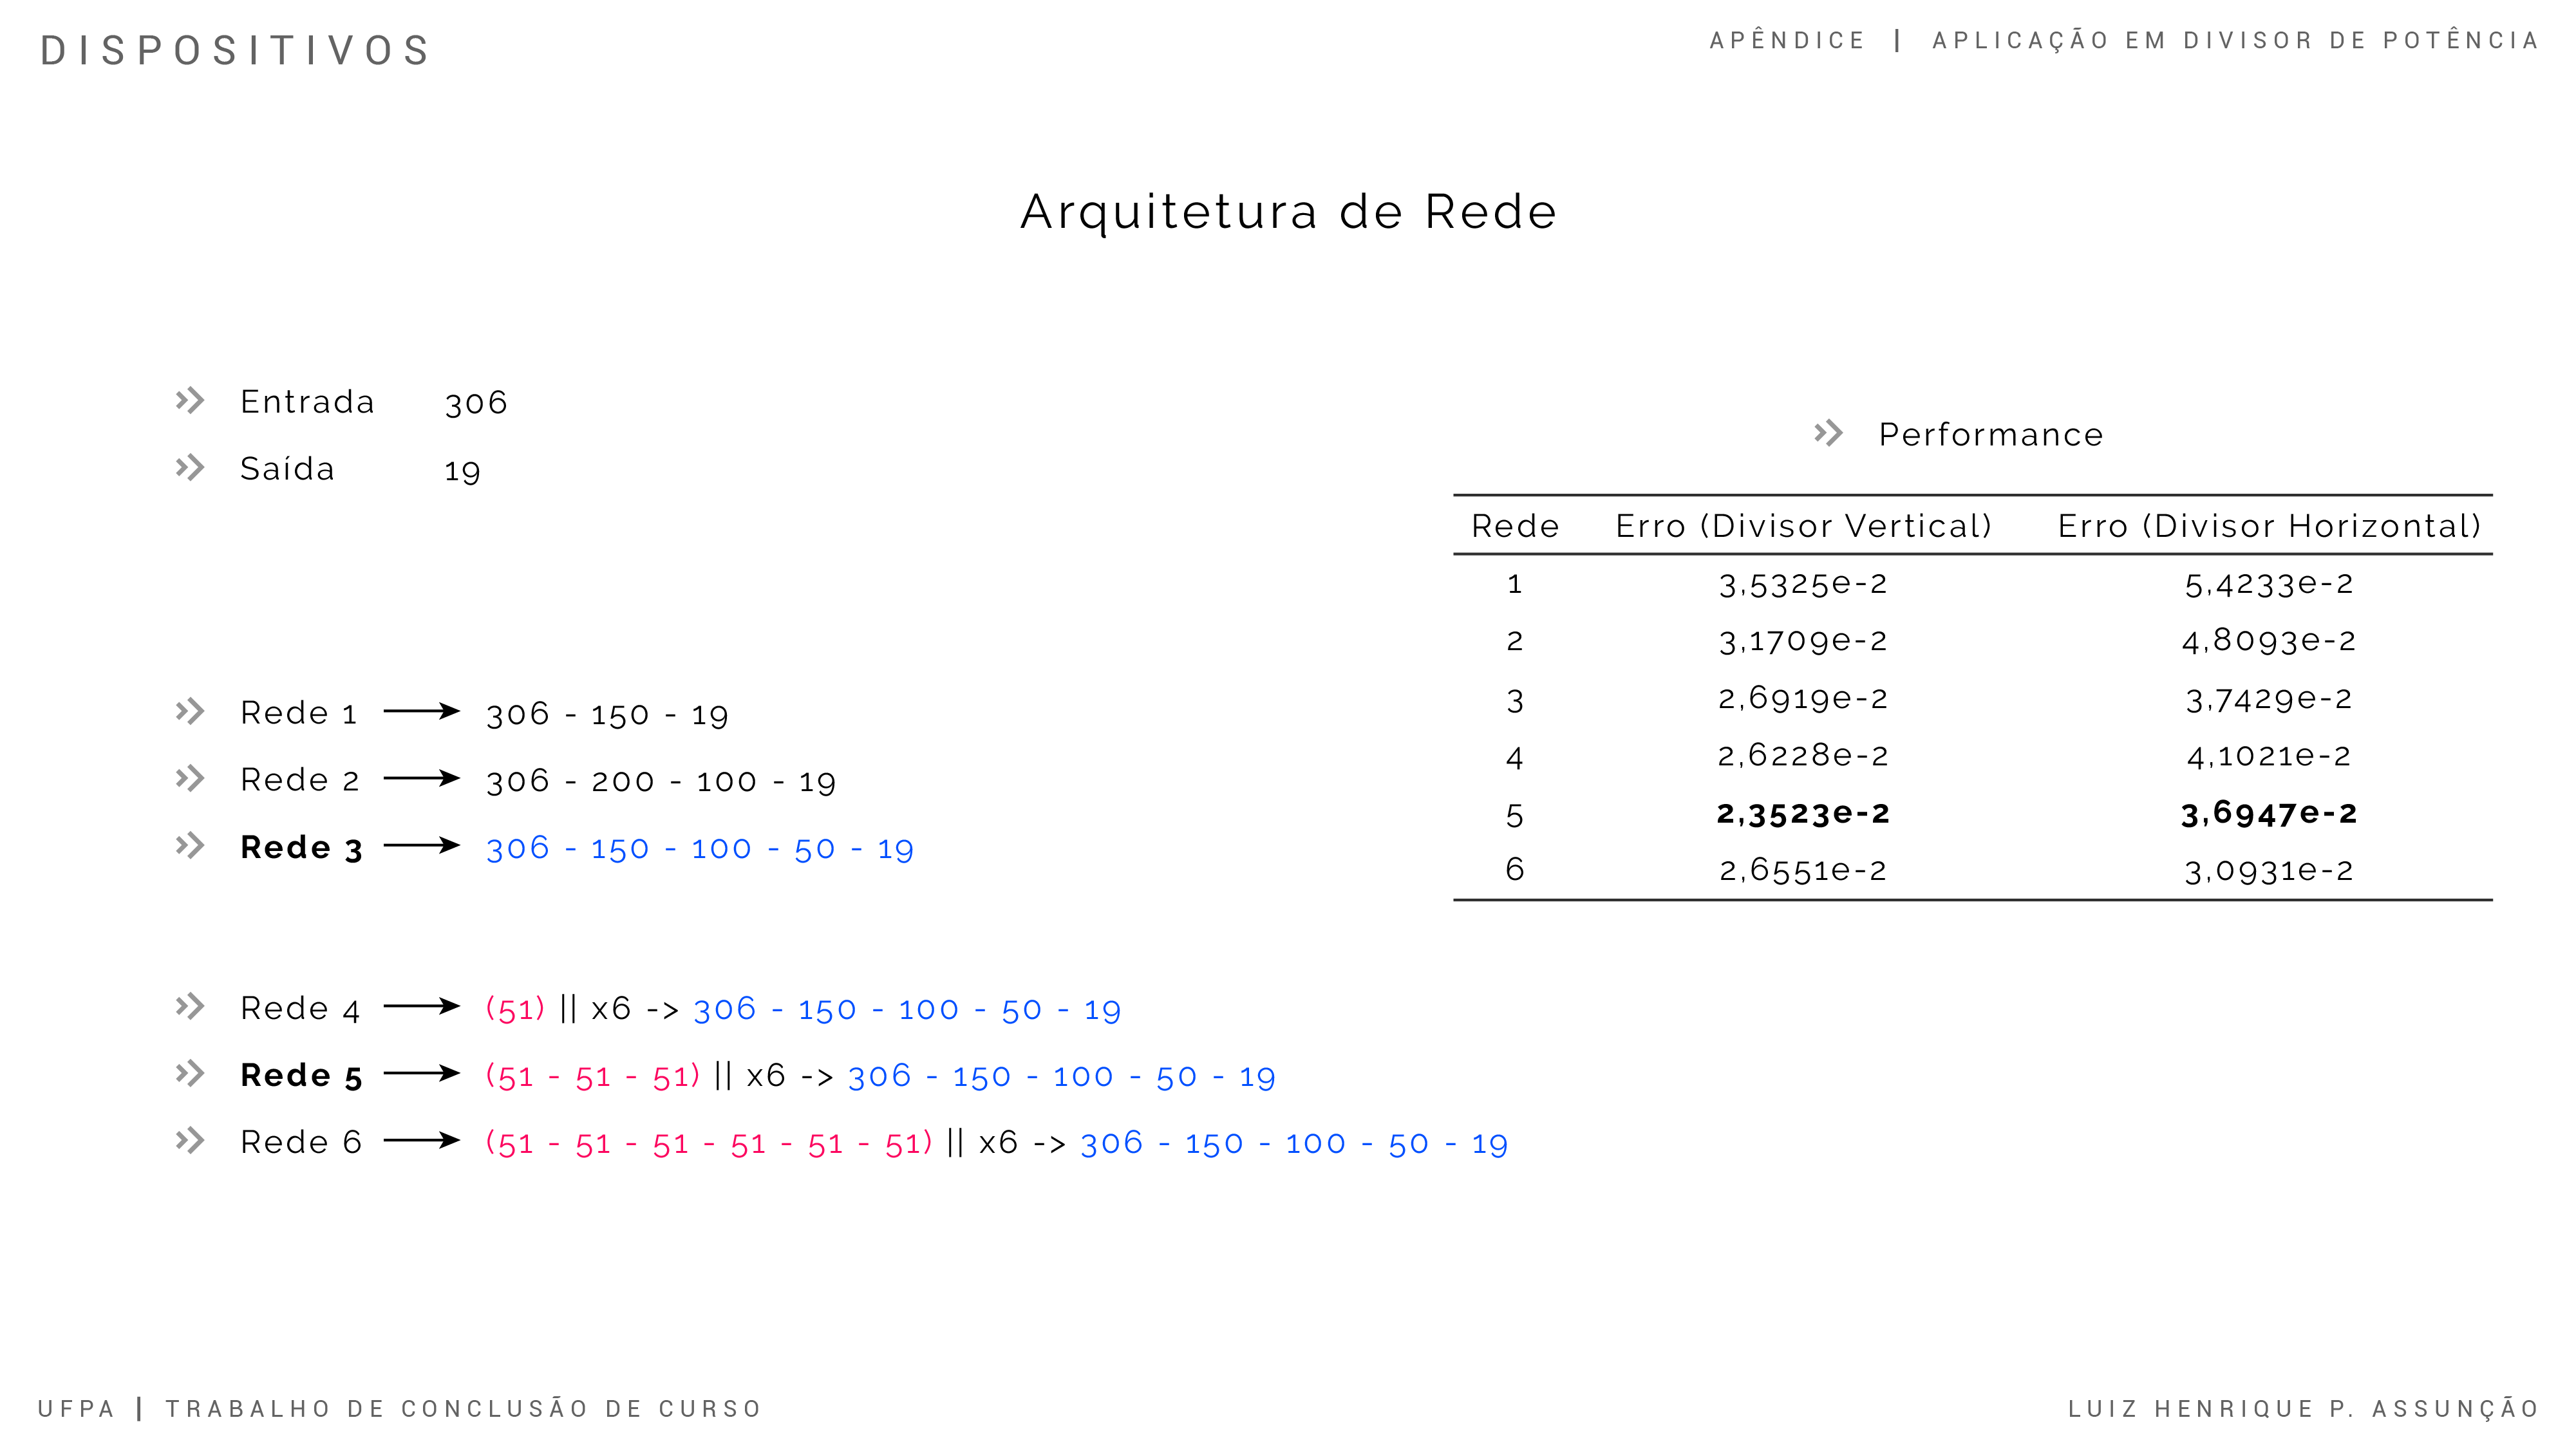 DISPOSITIVOS
APÊNDICE | APLICAÇÃO EM DIVISOR DE POTÊNCIA
Arquitetura de Rede
Entrada 306
Saída 19
Rede 1 306 - 150 - 19
Rede 2 306 - 200 - 100 - 19
Rede 3 306 - 150 - 100 - 50 - 19
Rede 4 (51) || x6 -> 306 - 150 - 100 - 50 - 19
Rede 5 (51 - 51 - 51) || x6 -> 306 - 150 - 100 - 50 - 19
Rede 6 (51 - 51 - 51 - 51 - 51 - 51) || x6 -> 306 - 150 - 100 - 50 - 19
Performance
Rede Erro (Divisor Vertical) Erro (Divisor Horizontal)
1 3,5325e-2 5,4233e-2
2 3,1709e-2 4,8093e-2
3 2,6919e-2 3,7429e-2
4 2,6228e-2 4,1021e-2
5 2,3523e-2 3,6947e-2
6 2,6551e-2 3,0931e-2
UFPA | TRABALHO DE CONCLUSÃO DE CURSO
LUIZ HENRIQUE P. ASSUNÇÃO